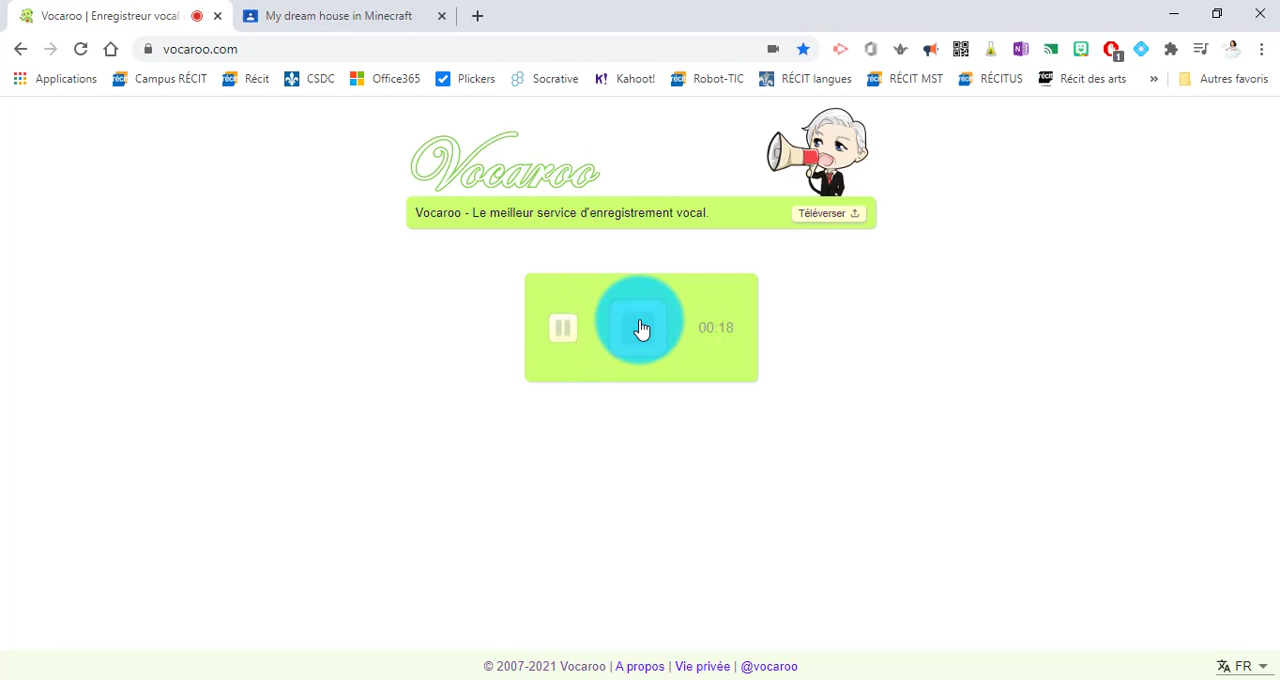 Vocaroo | Enregistreur vocal
My dream house in Minecraft
vocaroo.com
1
Applications
Campus RÉCIT
Récit
CSDC
Office365
Plickers
Socrative
K! Kahoot!
Robot-TIC
RÉCIT langues
RÉCIT MST
RÉCITUS
Récit des arts
»
Autres favoris
Vocaroo
Vocaroo - Le meilleur service d'enregistrement vocal.
Téléverser
00:18
© 2007-2021 Vocaroo | A propos | Vie privée | @vocaroo
FR